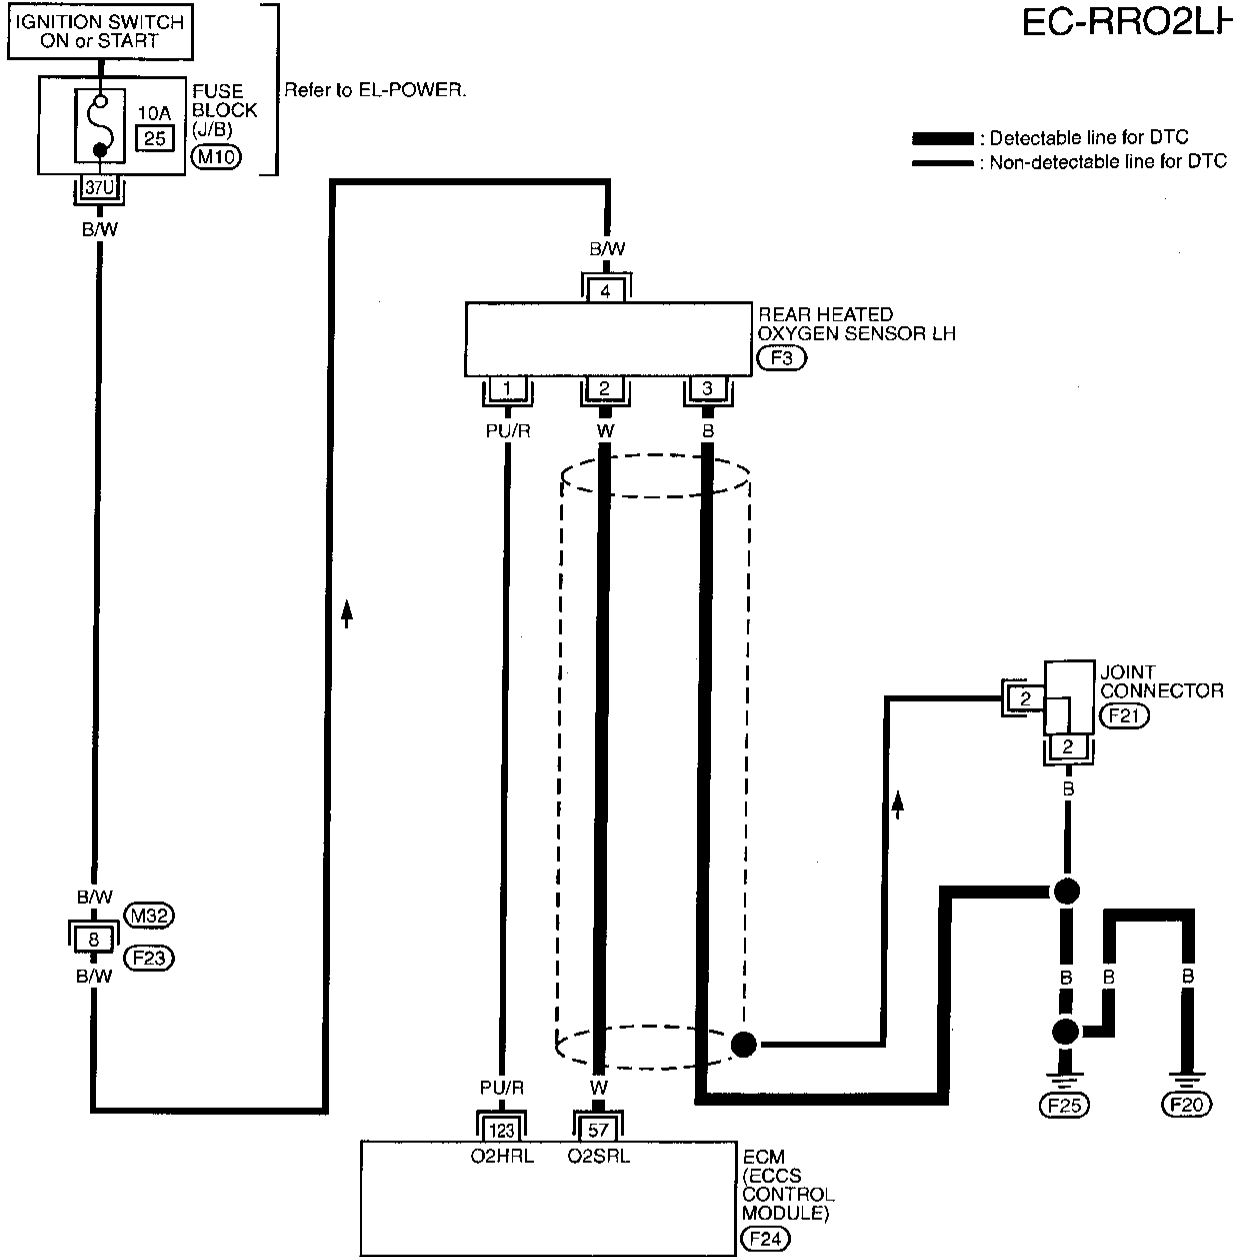 EC-RRO2LH
IGNITION SWITCH
ON or START
Refer to EL-POWER.
FUSE
BLOCK
(J/B)
M10
10A
25
37U
B/W
: Detectable line for DTC
: Non-detectable line for DTC
B/W
4
REAR HEATED
OXYGEN SENSOR LH
F3
1
2
3
PU/R
W
B
JOINT
CONNECTOR
F21
2
2
B
B/W
M32
8
F23
B/W
B
B
B
PU/R
W
F25
F20
123
57
O2HRL
O2SRL
ECM
(ECCS
CONTROL
MODULE)
F24